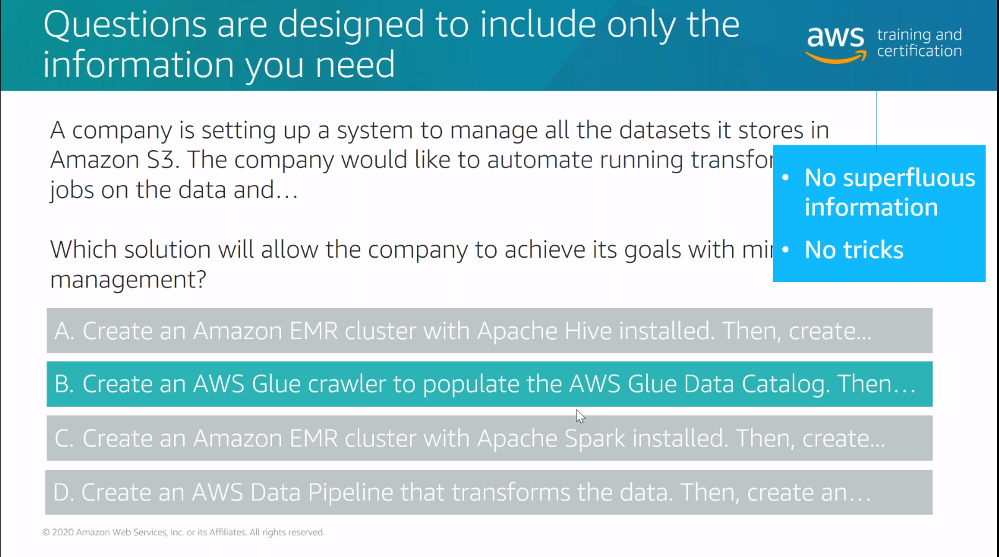 Questions are designed to include only the
information you need
aws training and
certification
A company is setting up a system to manage all the datasets it stores in
Amazon S3. The company would like to automate running
jobs on the data and…
Which solution will allow the company to achieve its goals with
management?
• No superfluous
information
• No tricks
A. Create an Amazon EMR cluster with Apache Hive installed. Then, create...
B. Create an AWS Glue crawler to populate the AWS Glue Data Catalog. Then…
C. Create an Amazon EMR cluster with Apache Spark installed. Then, create...
D. Create an AWS Data Pipeline that transforms the data. Then, create an…
© 2020 Amazon Web Services, Inc. or its Affiliates. All rights reserved.